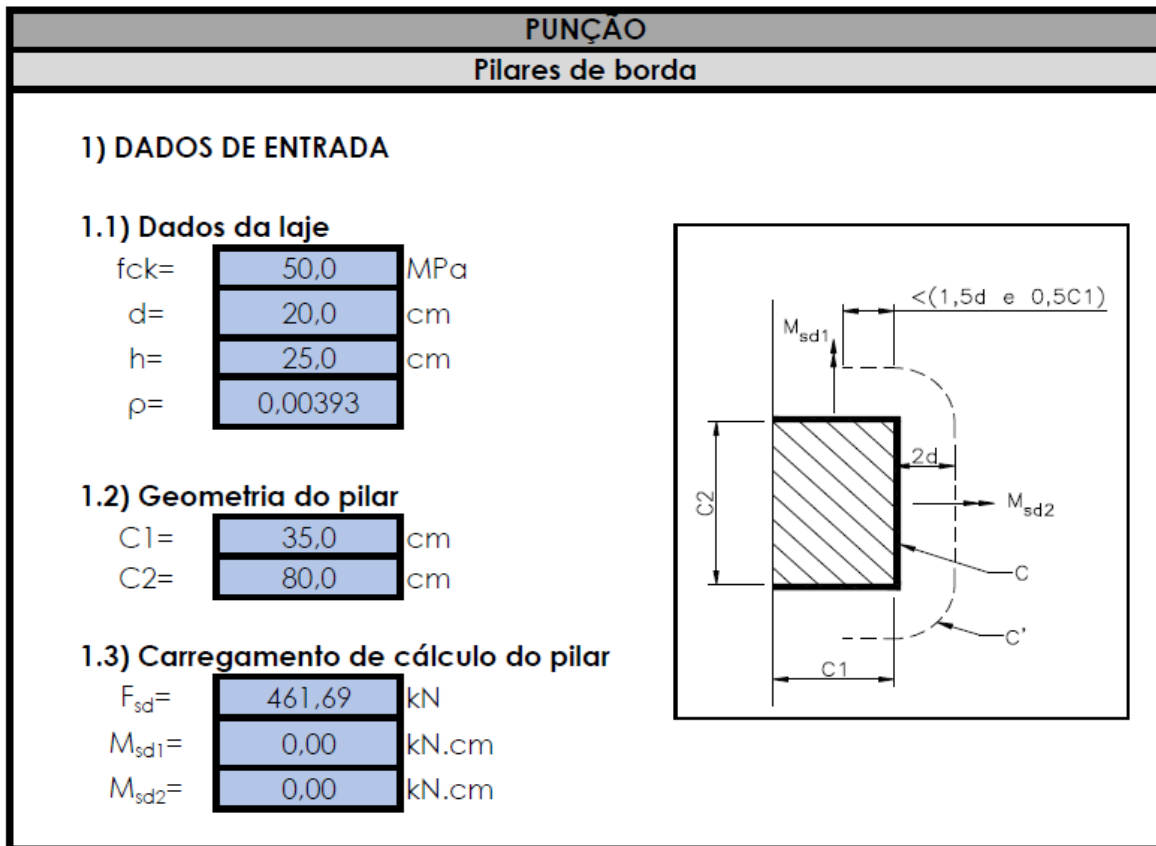 PUNÇÃO
Pilares de borda
1) DADOS DE ENTRADA
1.1) Dados da laje
fck= 50,0 MPa
d= 20,0 cm
h= 25,0 cm
ρ= 0,00393
1.2) Geometria do pilar
C1= 35,0 cm
C2= 80,0 cm
1.3) Carregamento de cálculo do pilar
Fsd= 461,69 kN
Msd1= 0,00 kN.cm
Msd2= 0,00 kN.cm
<(1,5d e 0,5C1)
Msd1
2d
C2
Msd2
C
C'
C1